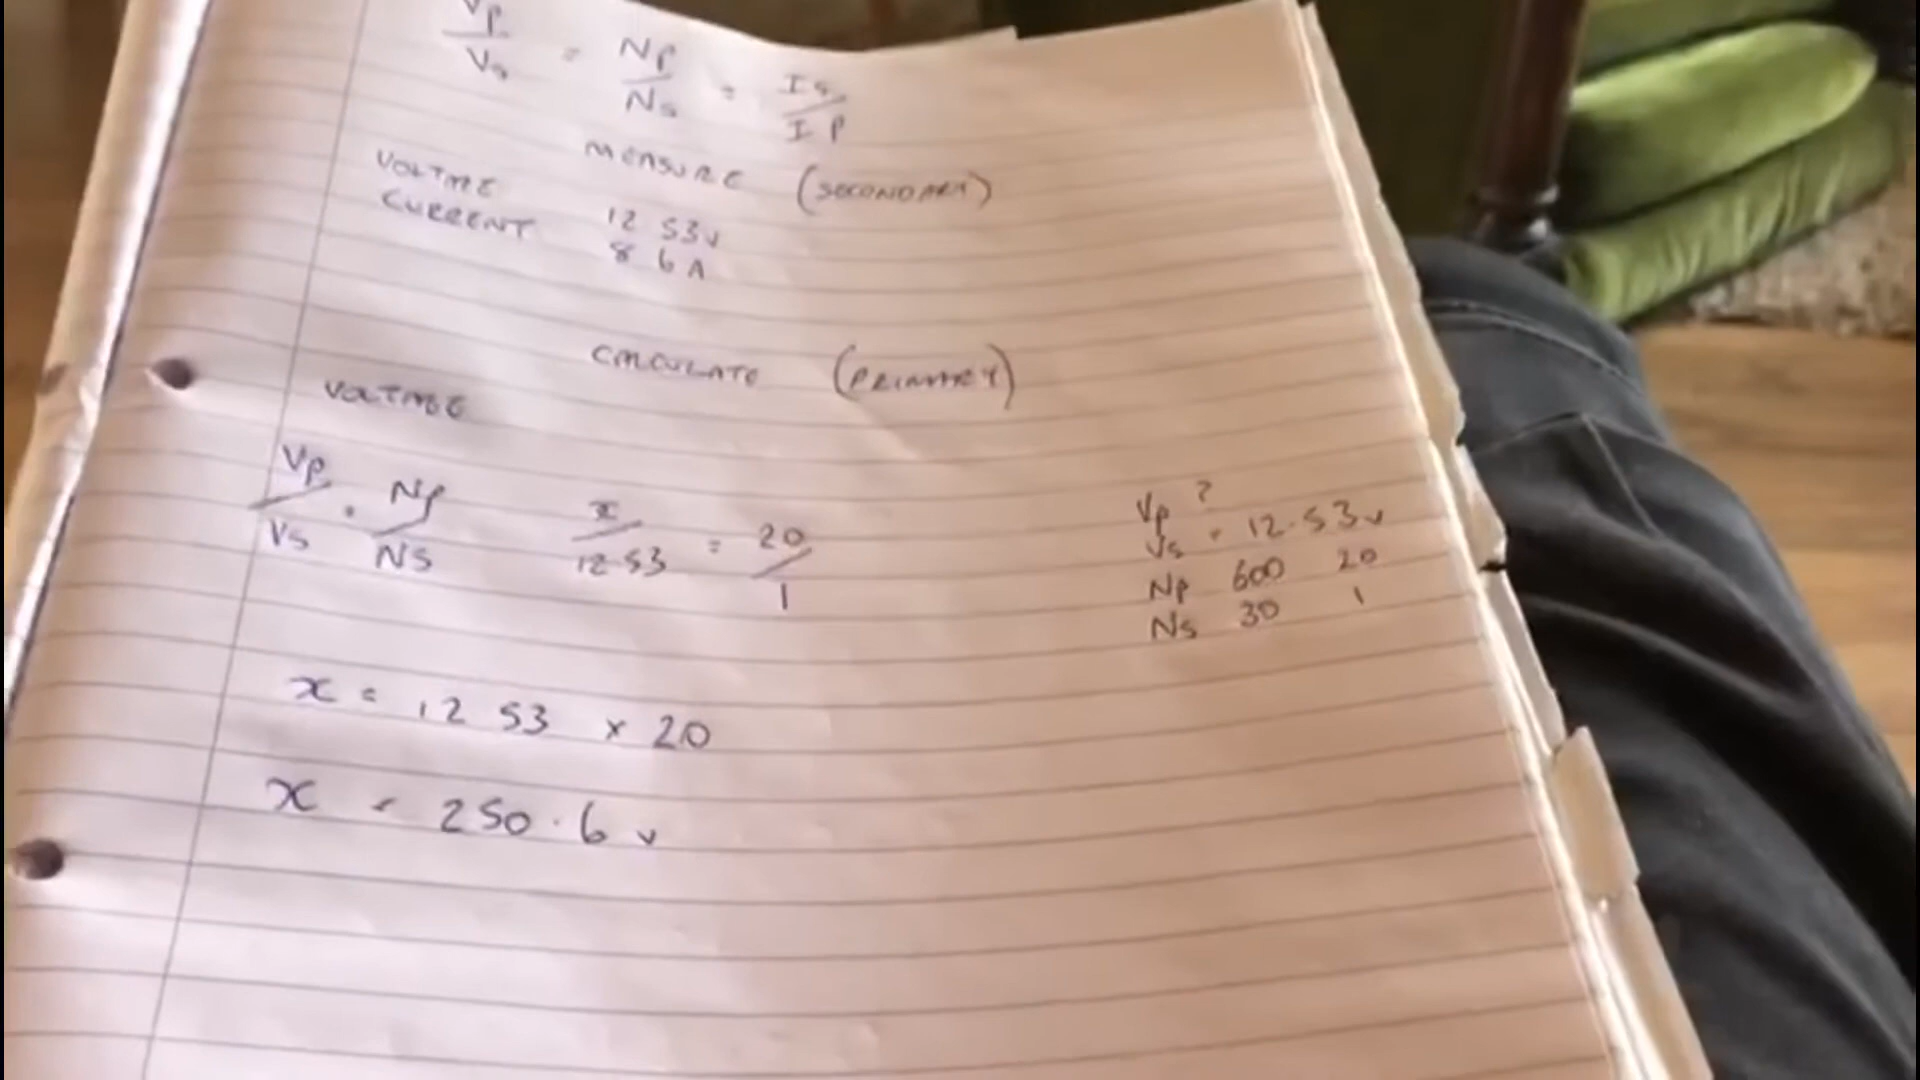 Vp/Vs = Np/Ns = Is/Ip
MEASURE (SECONDARY)
VOLTAGE 12 53v
CURRENT 8 6 A
CALCULATE (PRIMARY)
VOLTAGE
Vp/Vs = Np/Ns x/12.53 = 20/1
Vp ?
Vs = 12.53v
Np 600 20
Ns 30 1
x = 12 53 x 20
x = 250.6 v